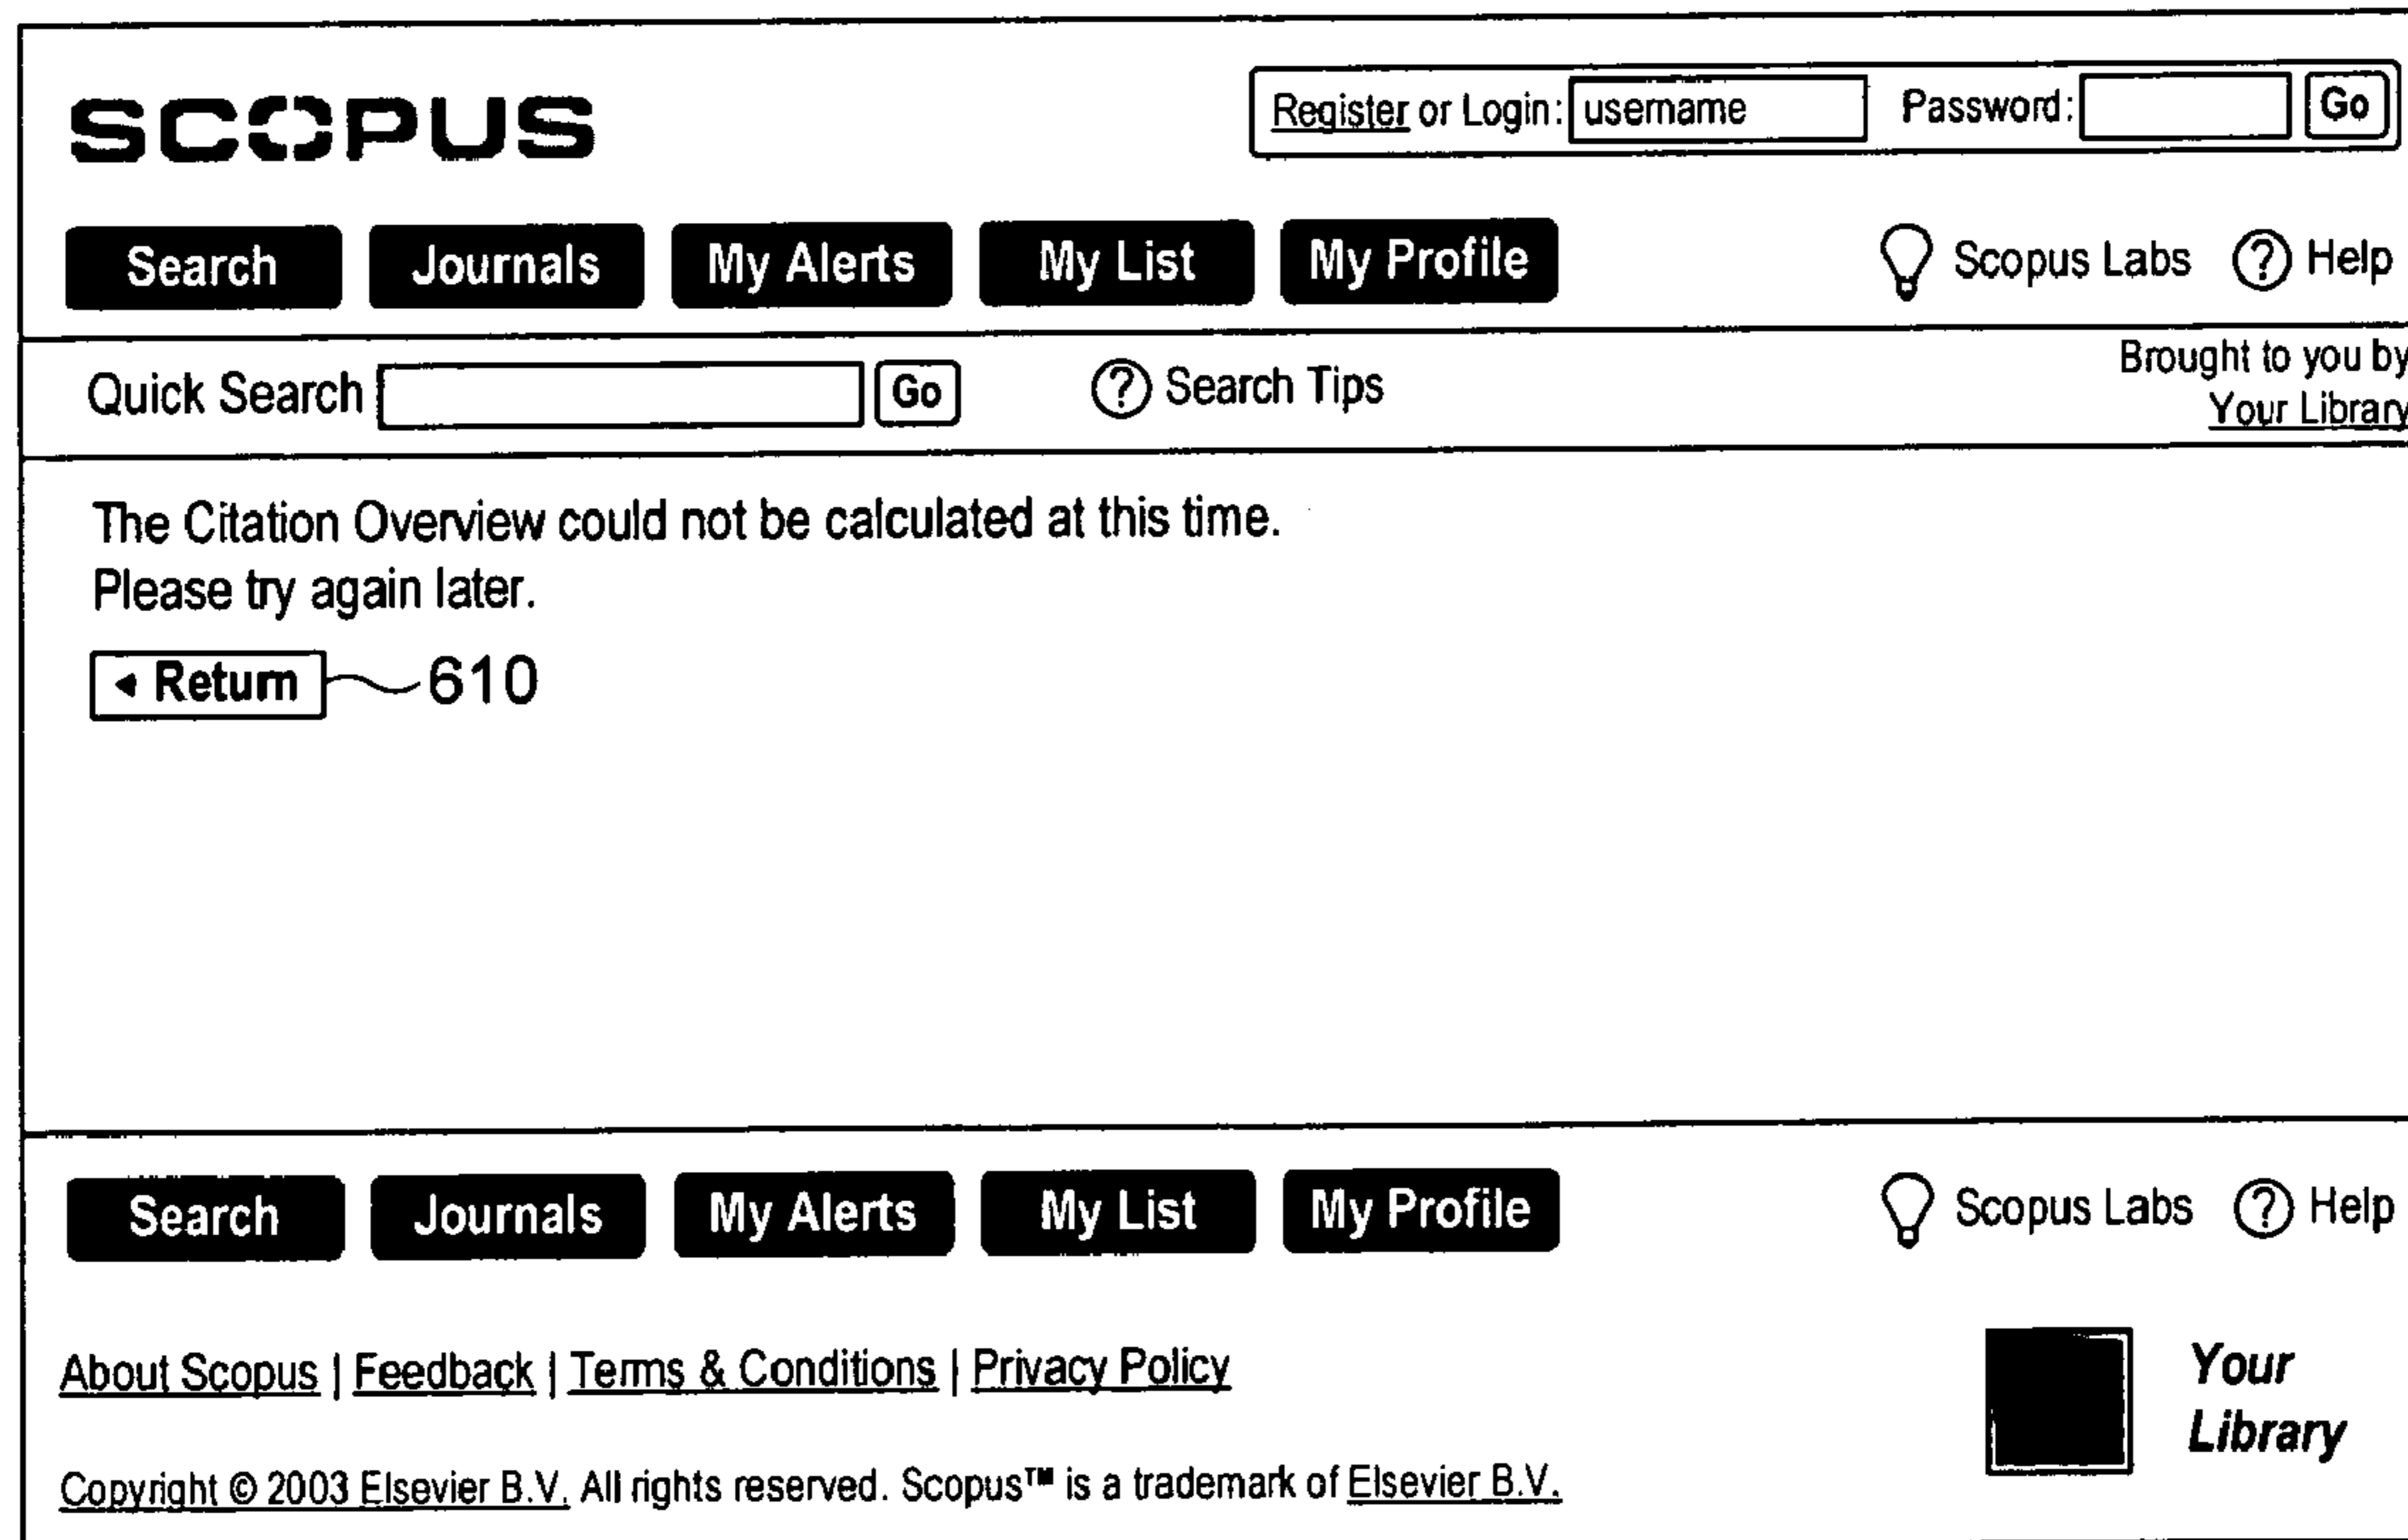 SCOPUS
Register or Login: username Password: Go
Search Journals My Alerts My List My Profile Scopus Labs ? Help
Quick Search Go ? Search Tips
Brought to you by
Your Library
The Citation Overview could not be calculated at this time.
Please try again later.
◄ Return 610
Search Journals My Alerts My List My Profile Scopus Labs ? Help
About Scopus | Feedback | Terms & Conditions | Privacy Policy
Your
Library
Copyright © 2003 Elsevier B.V. All rights reserved. Scopus™ is a trademark of Elsevier B.V.